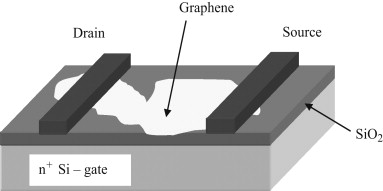 Graphene
Drain
Source
SiO₂
n⁺ Si – gate